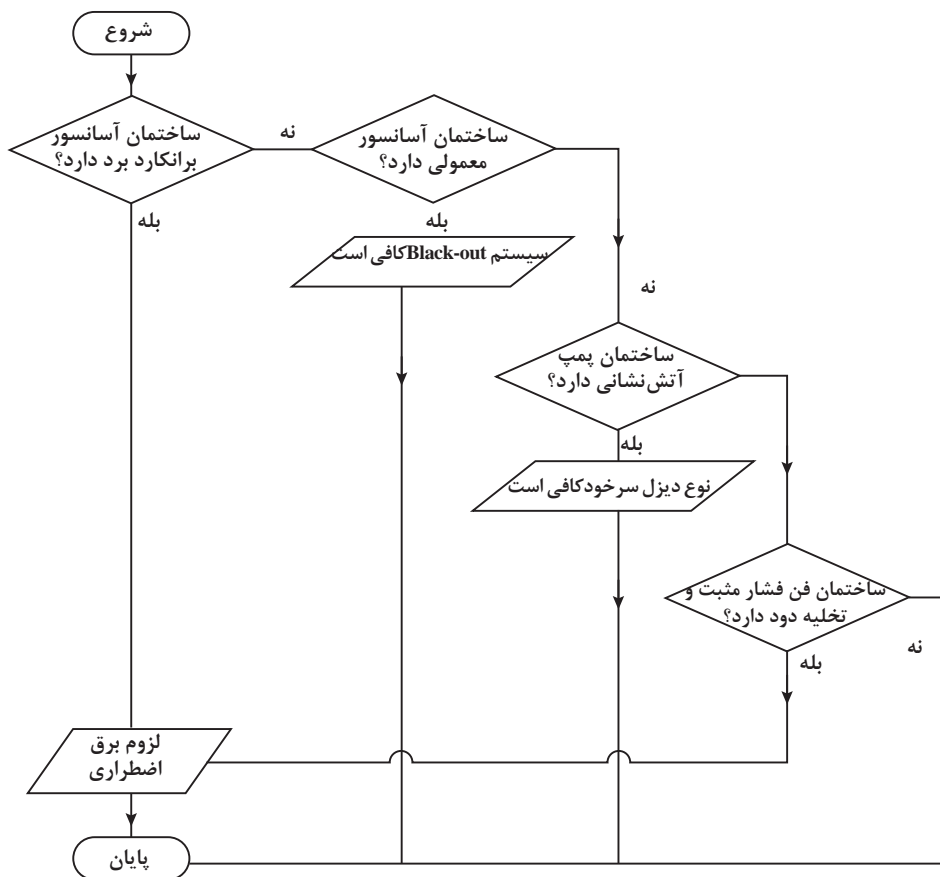 شروع
ساختمان آسانسور
برانکارد برد دارد؟
نه
ساختمان آسانسور
معمولی دارد؟
بله
بله
سیستم Black-outکافی است
نه
ساختمان پمپ
آتش‌نشانی دارد؟
بله
نوع دیزل سرخودکافی است
ساختمان فن فشار مثبت و
تخلیه دود دارد؟
نه
بله
لزوم برق
اضطراری
پایان